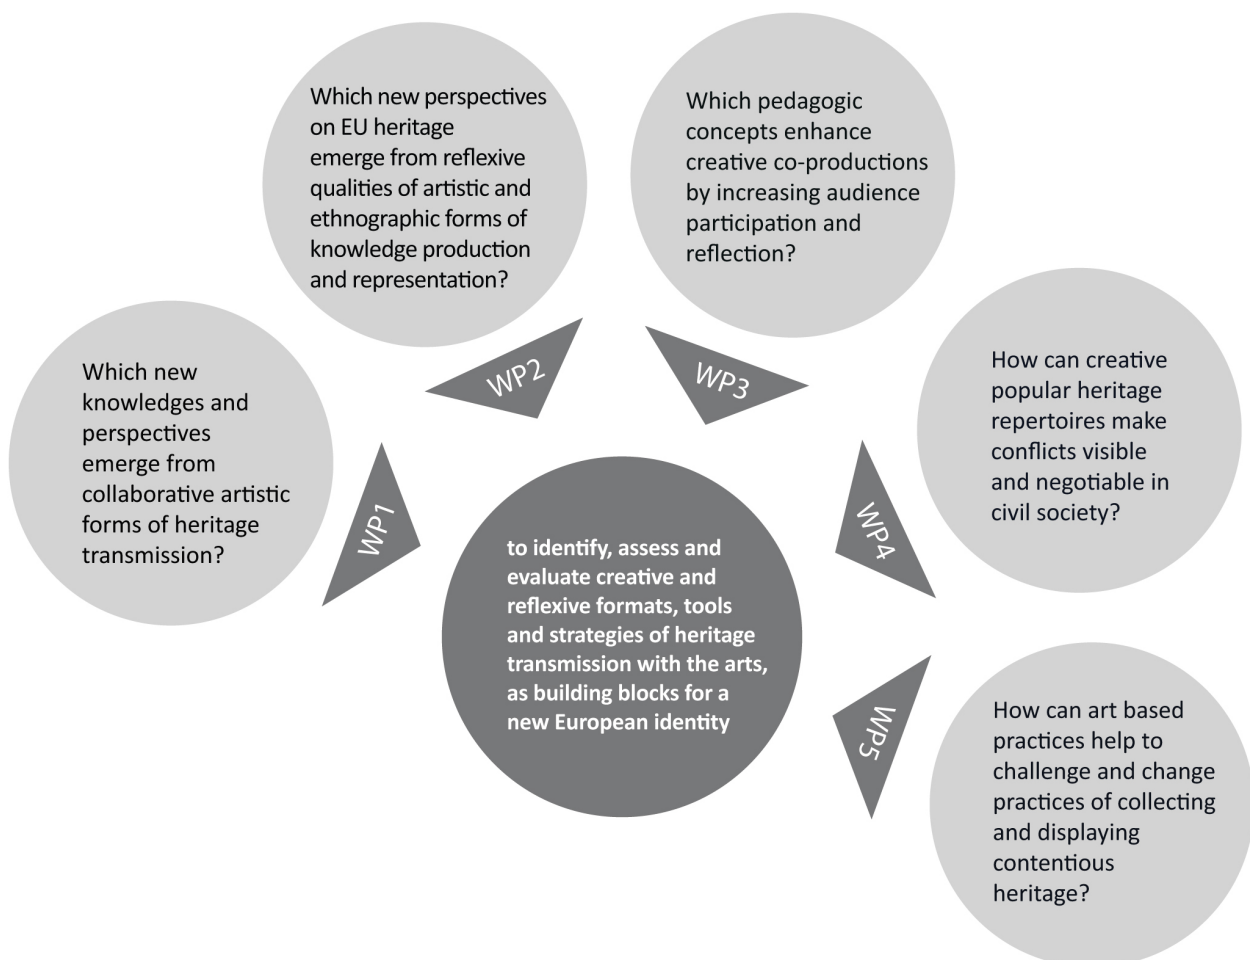 Which new
knowledges and
perspectives
emerge from
collaborative artistic
forms of heritage
transmission?
WP1
Which new perspectives
on EU heritage
emerge from reflexive
qualities of artistic and
ethnographic forms of
knowledge production
and representation?
WP2
Which pedagogic
concepts enhance
creative co-productions
by increasing audience
participation and
reflection?
WP3
How can creative
popular heritage
repertoires make
conflicts visible
and negotiable in
civil society?
WP4
How can art based
practices help to
challenge and change
practices of collecting
and displaying
contentious
heritage?
WP5
to identify, assess and
evaluate creative and
reflexive formats, tools
and strategies of heritage
transmission with the arts,
as building blocks for a
new European identity